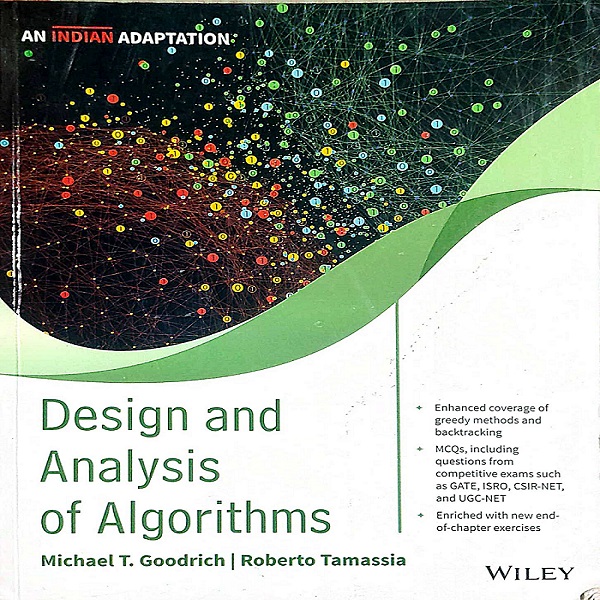 AN INDIAN ADAPTATION
Design and
Analysis
of Algorithms
Michael T. Goodrich | Roberto Tamassia
✦ Enhanced coverage of
greedy methods and
backtracking
✦ MCQs, including
questions from
competitive exams such
as GATE, ISRO, CSIR-NET,
and UGC-NET
✦ Enriched with new end-
of-chapter exercises
WILEY